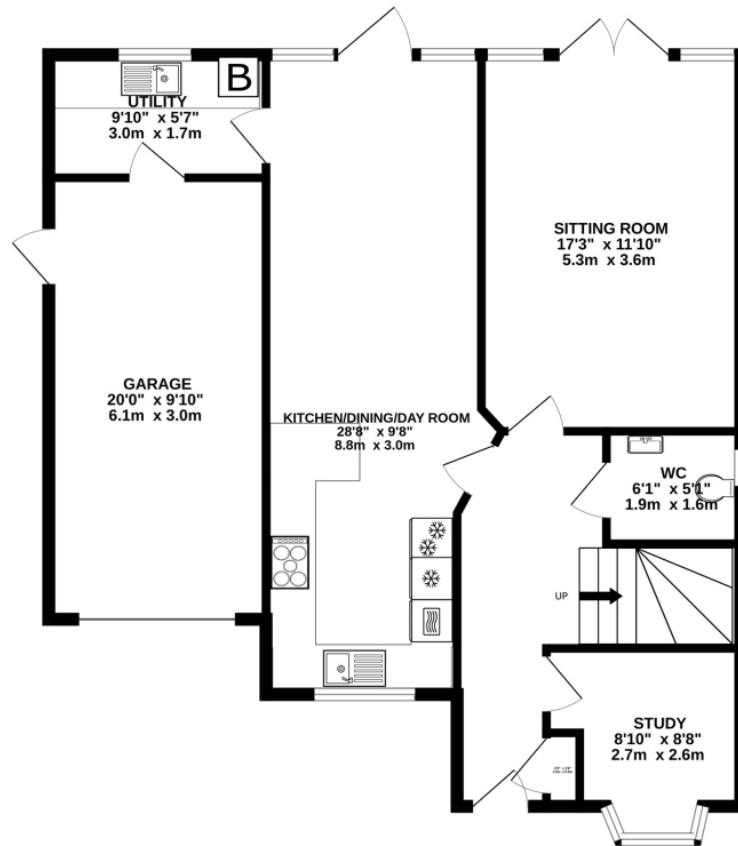 B
UTILITY
9'10" x 5'7"
3.0m x 1.7m
SITTING ROOM
17'3" x 11'10"
5.3m x 3.6m
GARAGE
20'0" x 9'10"
6.1m x 3.0m
KITCHEN/DINING/DAY ROOM
28'8" x 9'8"
8.8m x 3.0m
WC
6'1" x 5'1"
1.9m x 1.6m
UP
STUDY
8'10" x 8'8"
2.7m x 2.6m